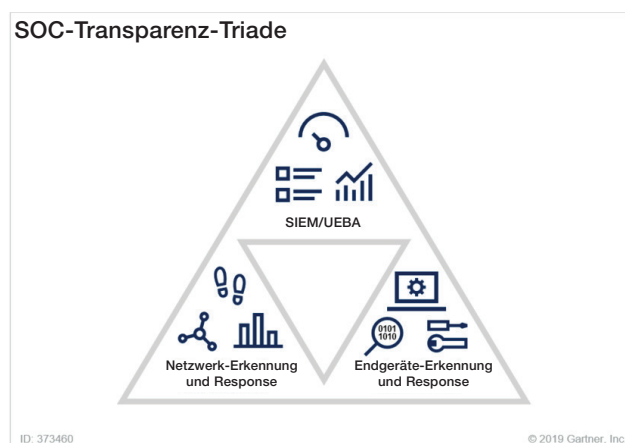 SOC-Transparenz-Triade
SIEM/UEBA
0101
1010
Netzwerk-Erkennung
und Response
Endgeräte-Erkennung
und Response
ID: 373460
© 2019 Gartner, Inc